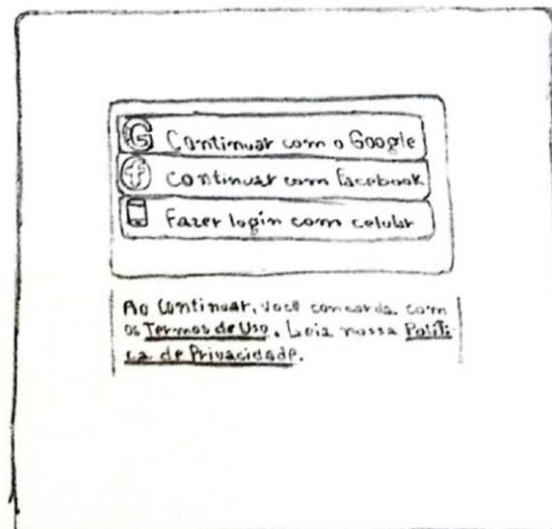 G Continuar com o Google
f continuar com Facebook
Fazer login com celular
Ao Continuar, você concorda com
os Termos de Uso. Leia nossa Políti-
ca de Privacidade.